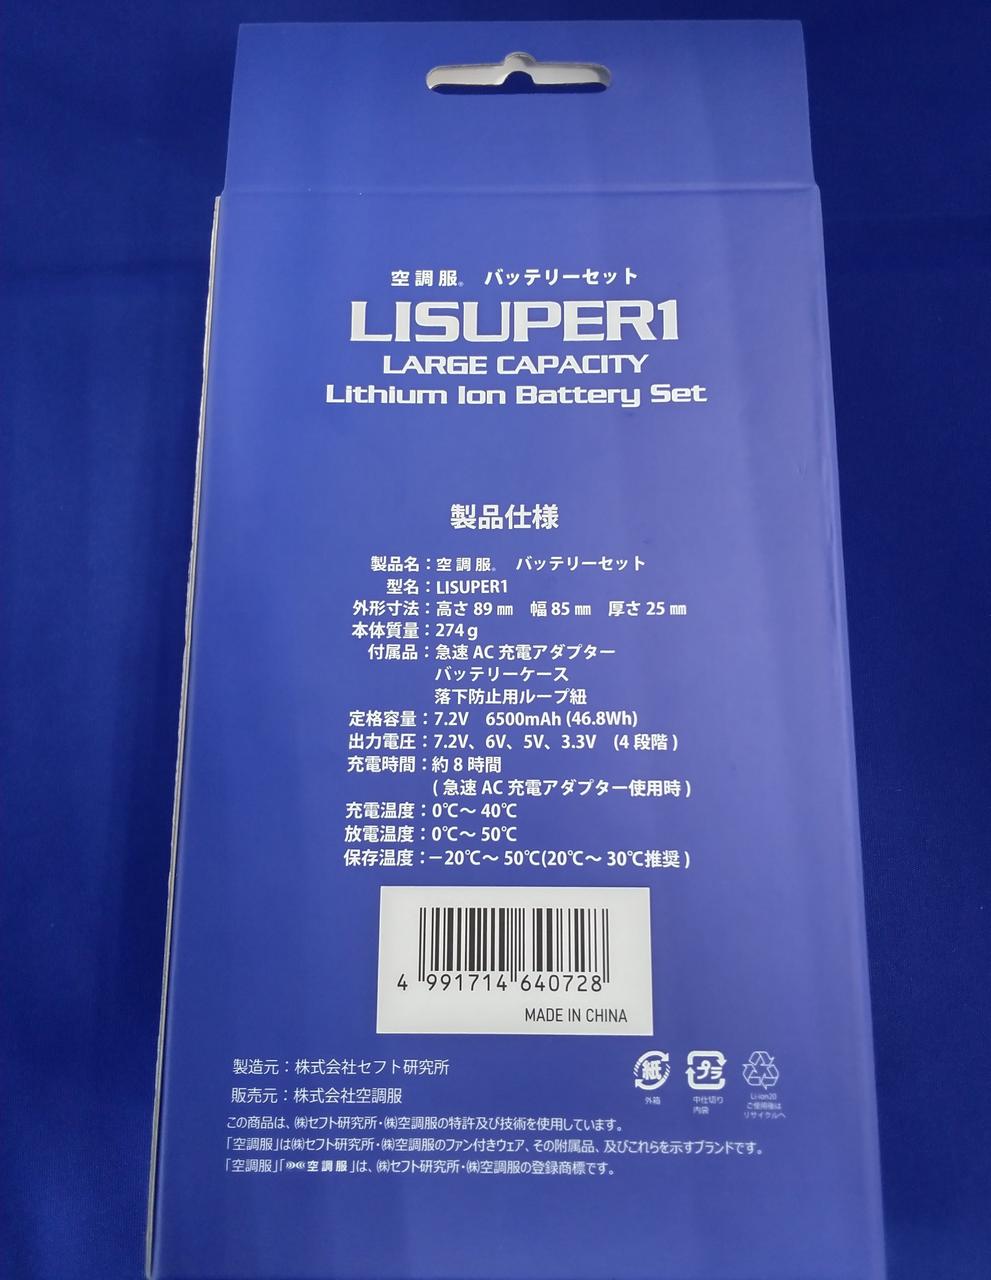 空調服® バッテリーセット
LISUPER1
LARGE CAPACITY
Lithium Ion Battery Set
製品仕様
製品名：空調服® バッテリーセット
型名：LISUPER1
外形寸法：高さ 89 ㎜ 幅 85 ㎜ 厚さ 25 ㎜
本体質量：274 g
付属品：急速 AC 充電アダプター
バッテリーケース
落下防止用ループ紐
定格容量：7.2V 6500mAh (46.8Wh)
出力電圧：7.2V、6V、5V、3.3V (4 段階 )
充電時間：約 8 時間
( 急速 AC 充電アダプター使用時 )
充電温度：0℃〜 40℃
放電温度：0℃〜 50℃
保存温度：−20℃〜 50℃(20℃〜 30℃推奨 )
4 991714 640728
MADE IN CHINA
製造元：株式会社セフト研究所
販売元：株式会社空調服
紙
外箱
プラ
中仕切り
内袋
Li-ion20
ご使用後は
リサイクルへ
この商品は、㈱セフト研究所・㈱空調服の特許及び技術を使用しています。
「空調服」は㈱セフト研究所・㈱空調服のファン付きウェア、その附属品、及びこれらを示すブランドです。
「空調服」「空調服」は、㈱セフト研究所・㈱空調服の登録商標です。